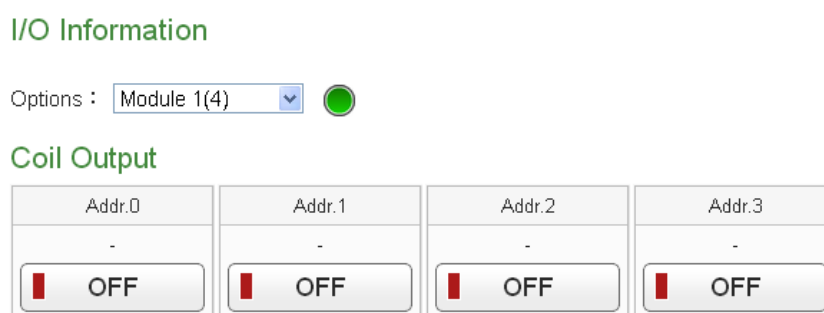 I/O Information
Options： Module 1(4)
Coil Output
Addr.0 Addr.1 Addr.2 Addr.3
- - - -
OFF OFF OFF OFF